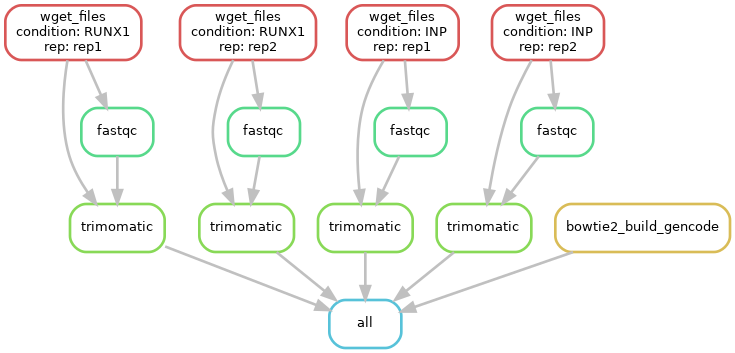 wget_files
condition: RUNX1
rep: rep1
wget_files
condition: RUNX1
rep: rep2
wget_files
condition: INP
rep: rep1
wget_files
condition: INP
rep: rep2
fastqc
fastqc
fastqc
fastqc
trimomatic
trimomatic
trimomatic
trimomatic
bowtie2_build_gencode
all